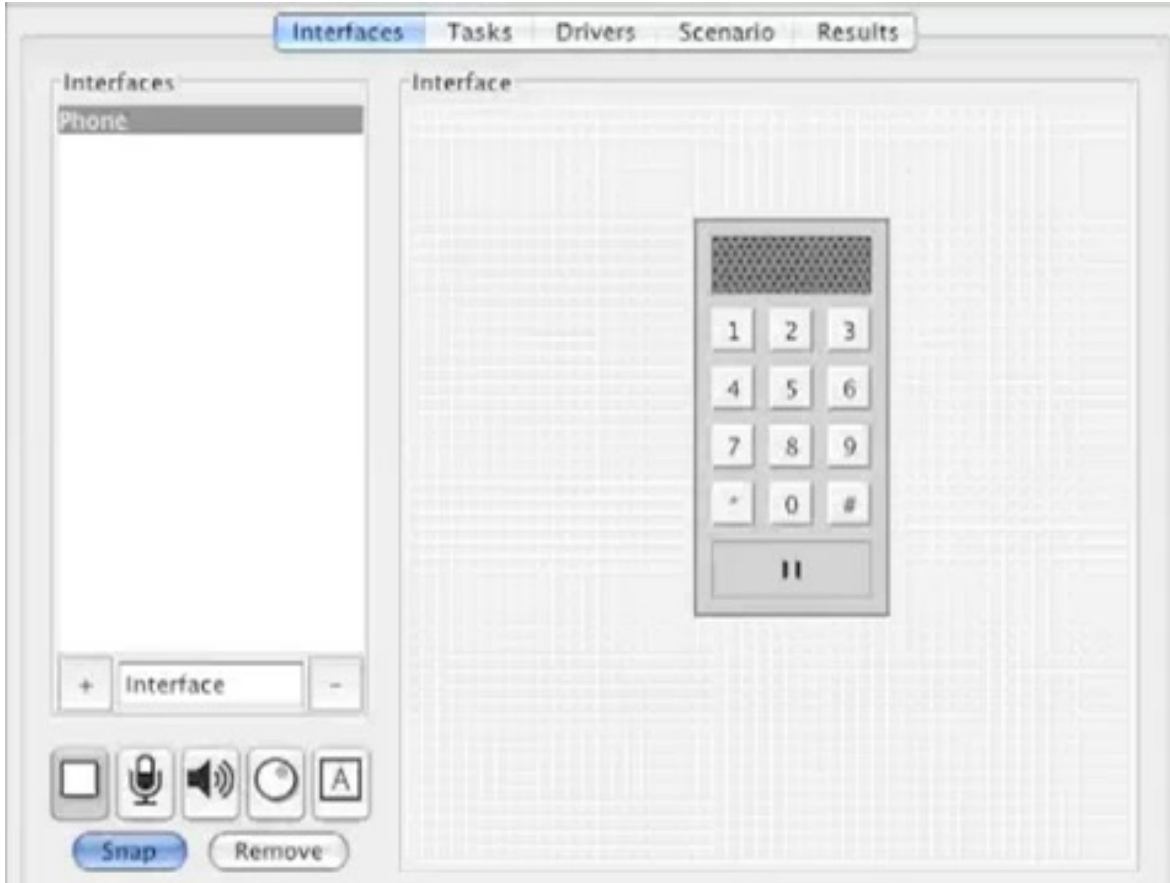 Interfaces Tasks Drivers Scenario Results
Interfaces
Phone
+ Interface -
A
Snap Remove
Interface
1 2 3
4 5 6
7 8 9
* 0 #